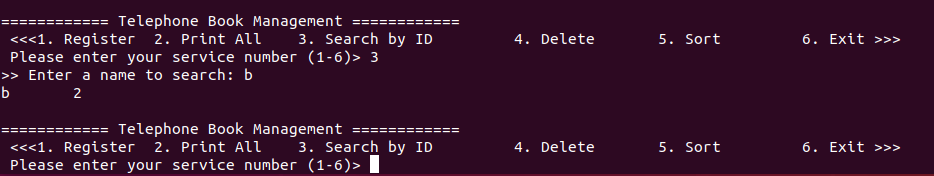 ============ Telephone Book Management ============
<<<1. Register  2. Print All    3. Search by ID         4. Delete       5. Sort         6. Exit >>>
Please enter your service number (1-6)> 3
>> Enter a name to search: b
b       2
============ Telephone Book Management ============
<<<1. Register  2. Print All    3. Search by ID         4. Delete       5. Sort         6. Exit >>>
Please enter your service number (1-6)>